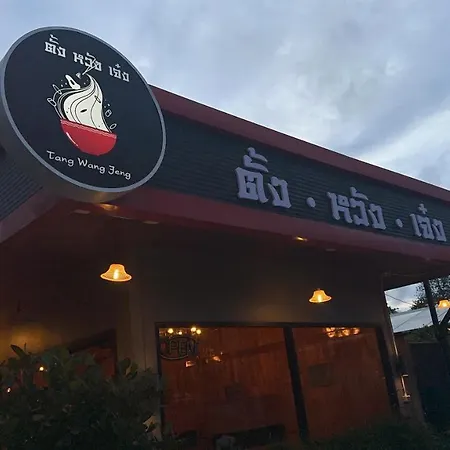 ตั้ง หวัง เจ๋ง
Tang Wang Jeng
ตั้ง · หวัง · เจ๋ง